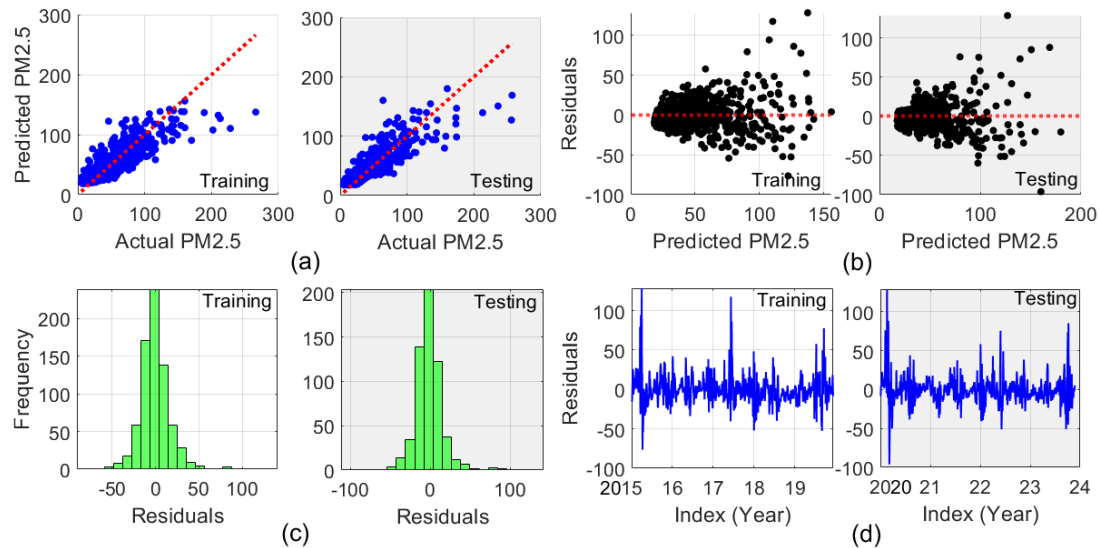 300
200
100
0
Predicted PM2.5
0 100 200 300
Actual PM2.5
Training
300
200
100
0
0 100 200 300
Actual PM2.5
Testing
(a)
100
50
0
-50
-100
Residuals
0 50 100 150
Predicted PM2.5
Training
100
50
0
-50
-100
0 100 200
Predicted PM2.5
Testing
(b)
200
150
100
50
0
Frequency
-50 0 50 100
Residuals
Training
200
150
100
50
0
-100 0 100
Residuals
Testing
(c)
100
50
0
-50
-100
Residuals
2015 16 17 18 19
Index (Year)
Training
100
50
0
-50
-100
2020 21 22 23 24
Index (Year)
Testing
(d)